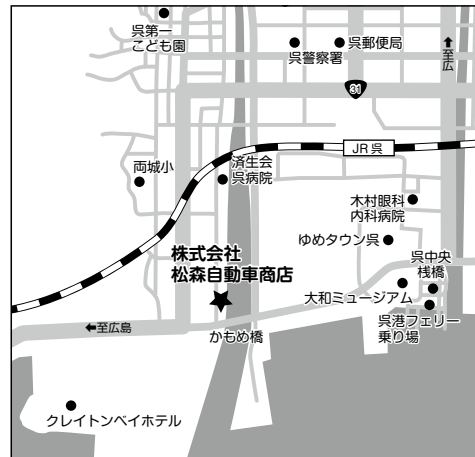 呉第一
こども園
呉警察署
呉郵便局
↑至広
31
JR 呉
両城小
済生会
呉病院
木村眼科
内科病院
ゆめタウン呉
株式会社
松森自動車商店
呉中央
桟橋
大和ミュージアム
呉港フェリー
乗り場
←至広島
かもめ橋
クレイトンベイホテル